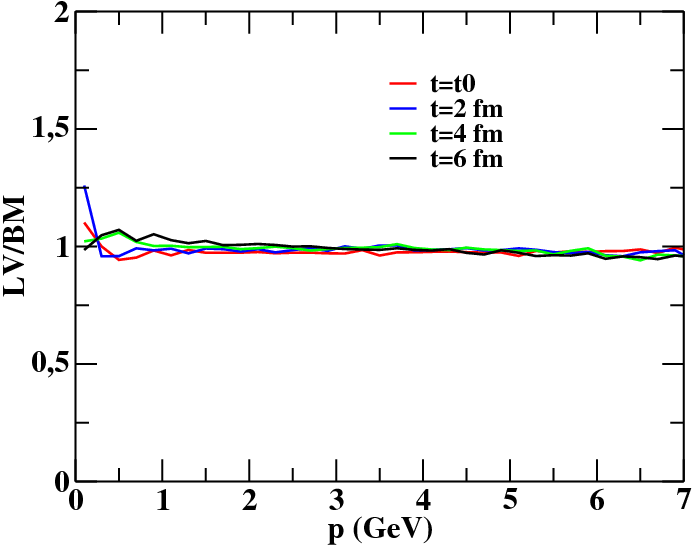 2
1,5
1
0,5
0
LV/BM
t=t0
t=2 fm
t=4 fm
t=6 fm
0 1 2 3 4 5 6 7
p (GeV)